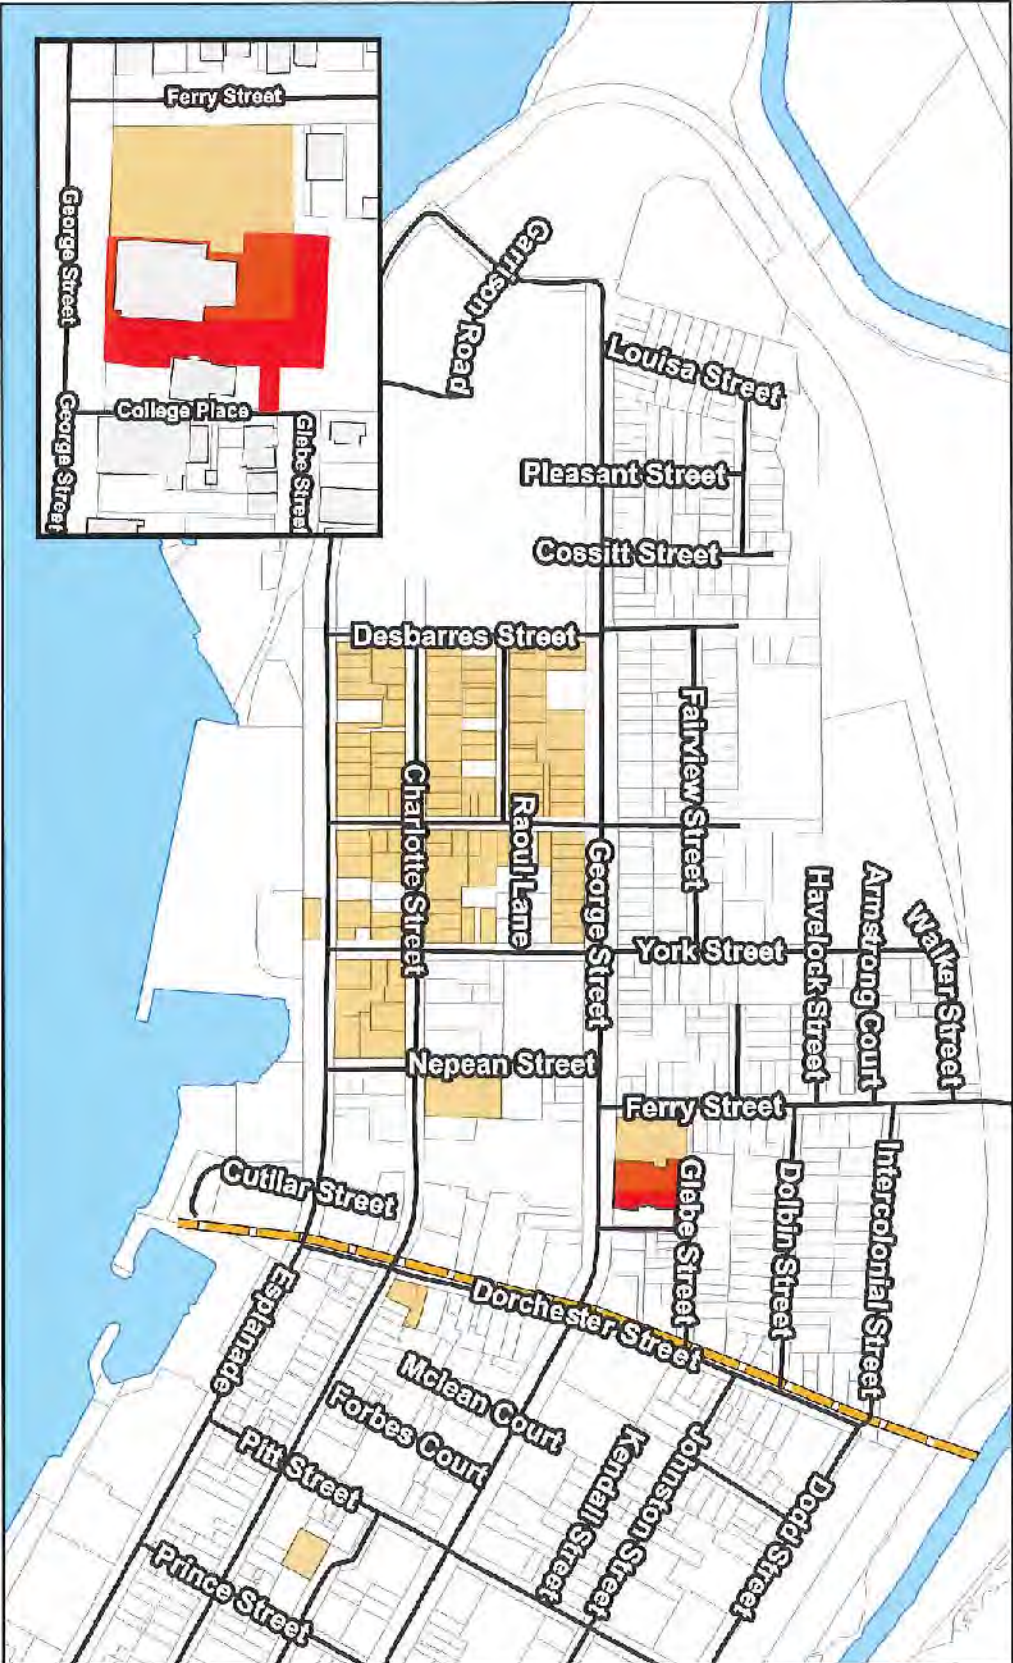 Ferry Street
George Street
George Street
College Place
Glebe Street
Garrison Road
Louisa Street
Pleasant Street
Cossitt Street
Desbarres Street
Fairview Street
Charlotte Street
Raoul Lane
George Street
Havelock Street
Armstrong Court
Walker Street
York Street
Nepean Street
Ferry Street
Glebe Street
Dolbin Street
Intercolonial Street
Cutllar Street
Esplanade
Dorchester Street
Mclean Court
Forbes Court
Pitt Street
Kendall Street
Johnston Street
Dodd Street
Prince Street